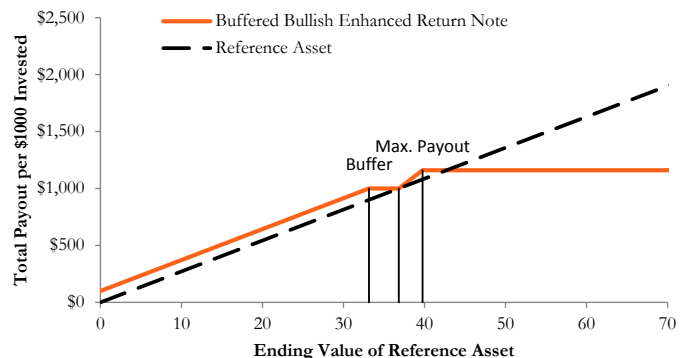 $2,500
Buffered Bullish Enhanced Return Note
Reference Asset
$2,000
$1,500
Max. Payout
Buffer
$1,000
$500
$0
0 10 20 30 40 50 60 70
Total Payout per $1000 Invested
Ending Value of Reference Asset